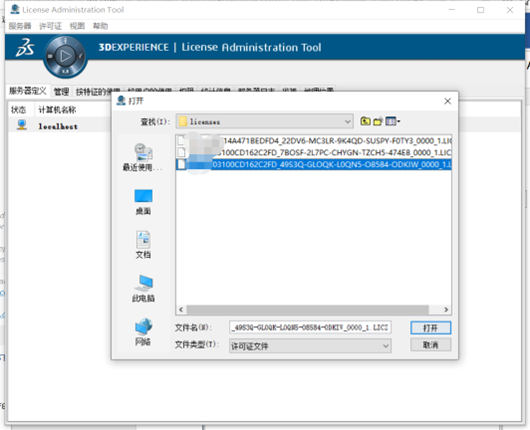 License Administration Tool
服务器 许可证 视图 帮助
3DEXPERIENCE | License Administration Tool
服务器定义 管理
状态 计算机名称
localhost
打开
查找(I): licenses
14A471BEDFD4_22DV6-MC3LR-9K4QD-SUSPY-F0TY3_0000_1.LIC
3100CD162C2FD_7BOSF-2L7PC-CHYGN-TZCH5-474E8_0000_1.LIC
03100CD162C2FD_49S3Q-GLOQK-L0QN5-O8584-ODKIW_0000_1.L
最近使用...
桌面
文档
此电脑
网络
文件名(N): _49S3Q-GLOQK-L0QN5-O8584-ODKIW_0000_1.LICZ
打开
文件类型(T): 许可证文件
取消